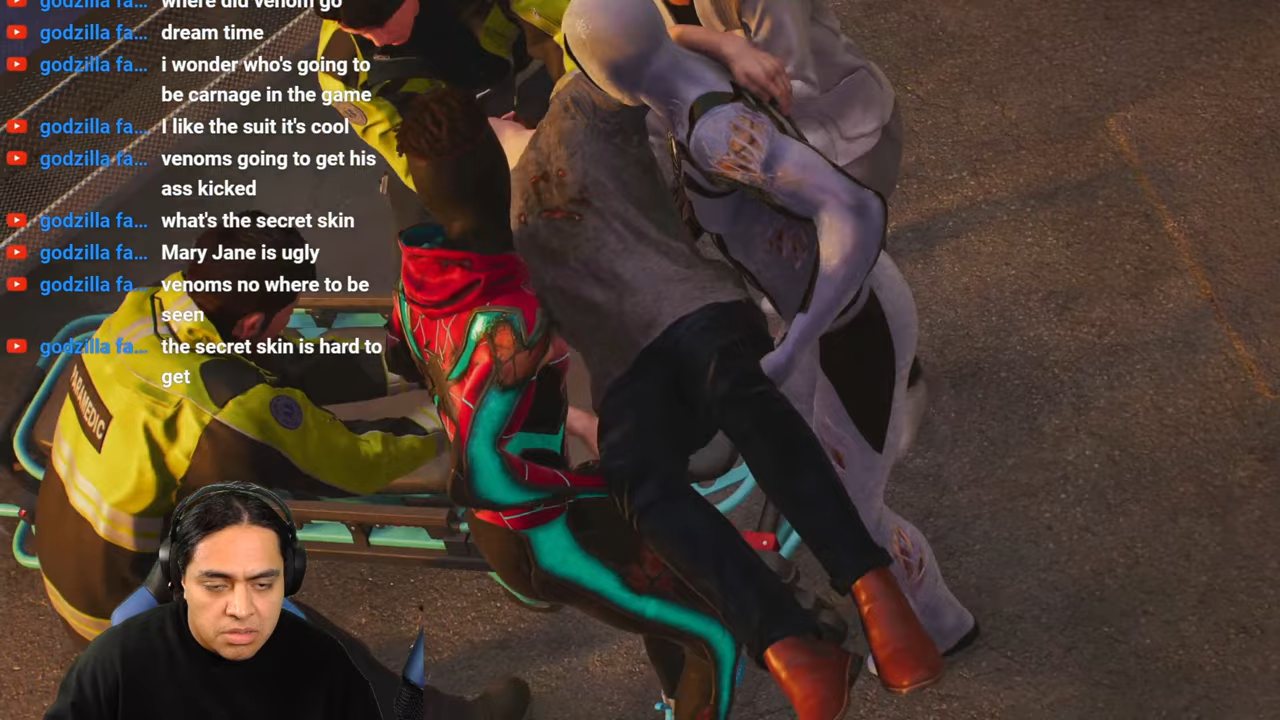 godzilla fa... where did venom go
godzilla fa... dream time
godzilla fa... i wonder who's going to
be carnage in the game
godzilla fa... I like the suit it's cool
godzilla fa... venoms going to get his
ass kicked
godzilla fa... what's the secret skin
godzilla fa... Mary Jane is ugly
godzilla fa... venoms no where to be
seen
godzilla fa... the secret skin is hard to
get
PARAMEDIC